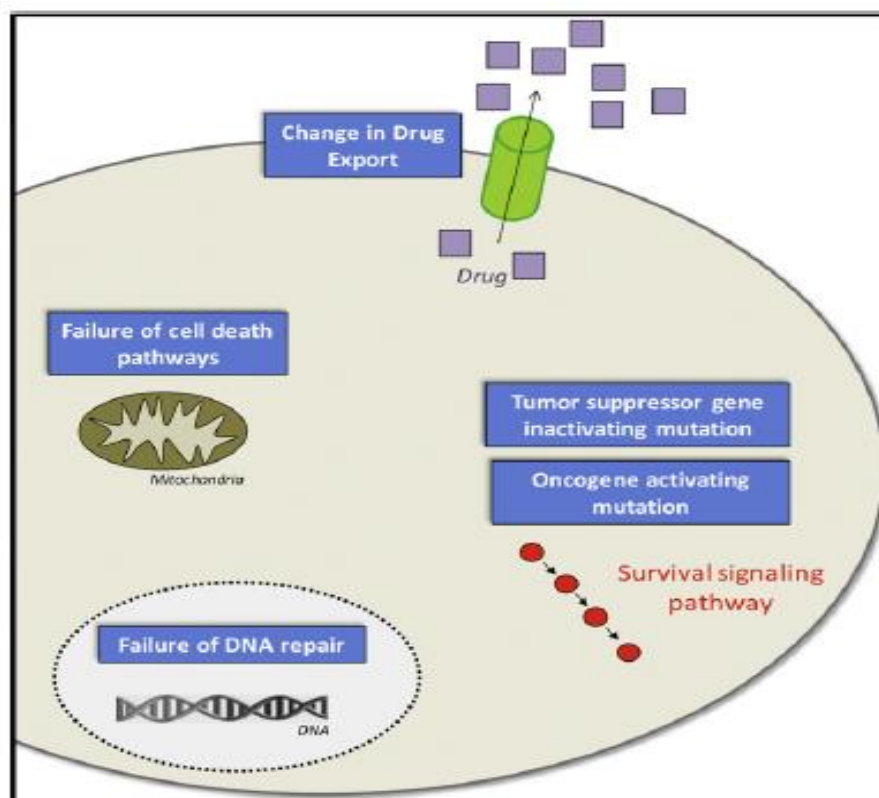 Change in Drug
Export
Drug
Failure of cell death
pathways
Mitochondria
Tumor suppressor gene
inactivating mutation
Oncogene activating
mutation
Survival signaling
pathway
Failure of DNA repair
DNA